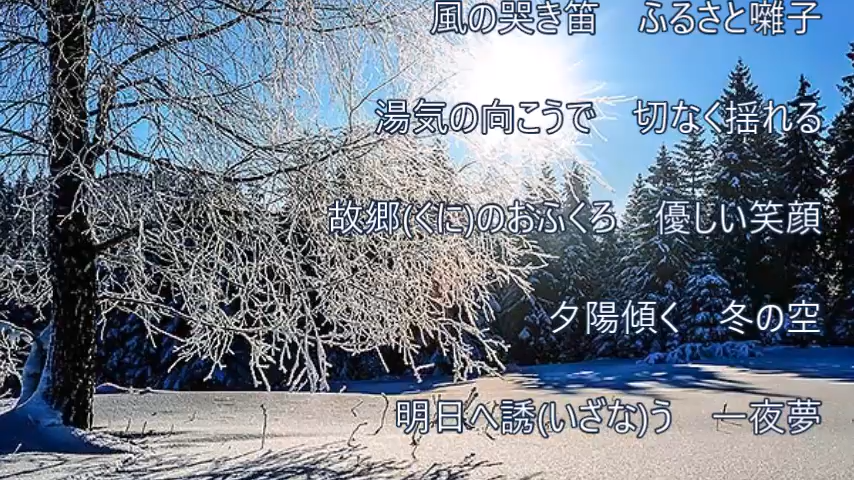 風の哭き笛　ふるさと囃子
湯気の向こうで　切なく揺れる
故郷(くに)のおふくろ　優しい笑顔
夕陽傾く　冬の空
明日へ誘(いざな)う　一夜夢